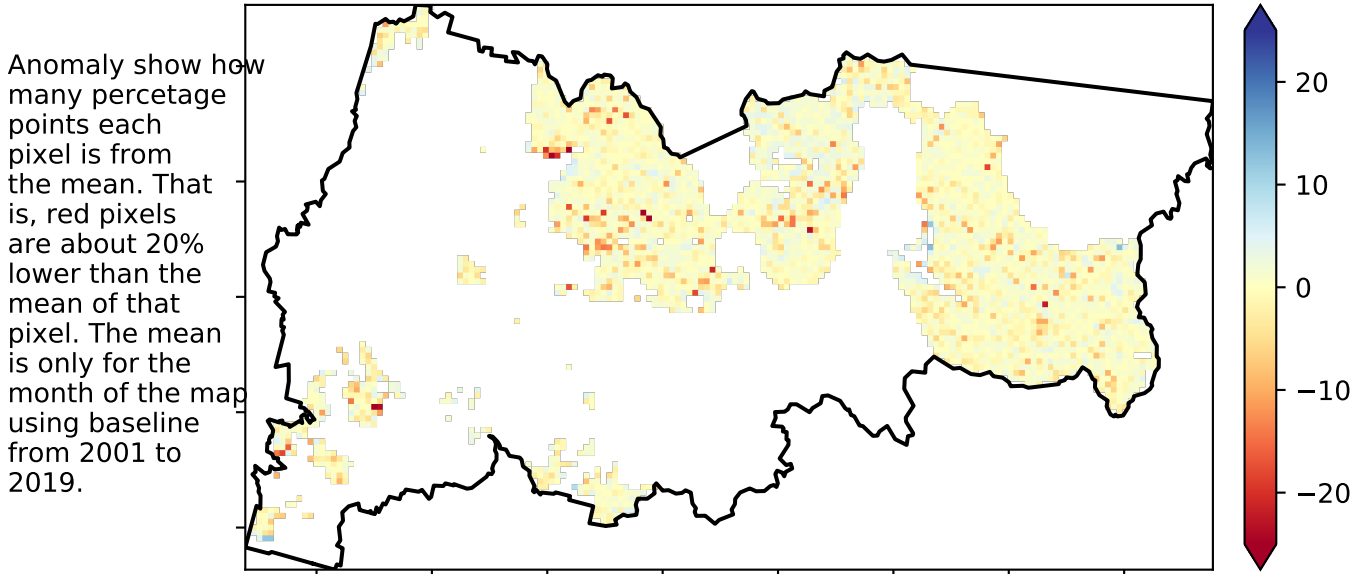 Anomaly show how
many percetage
points each
pixel is from
the mean. That
is, red pixels
are about 20%
lower than the
mean of that
pixel. The mean
is only for the
month of the map
using baseline
from 2001 to
2019.
20
10
0
−10
−20